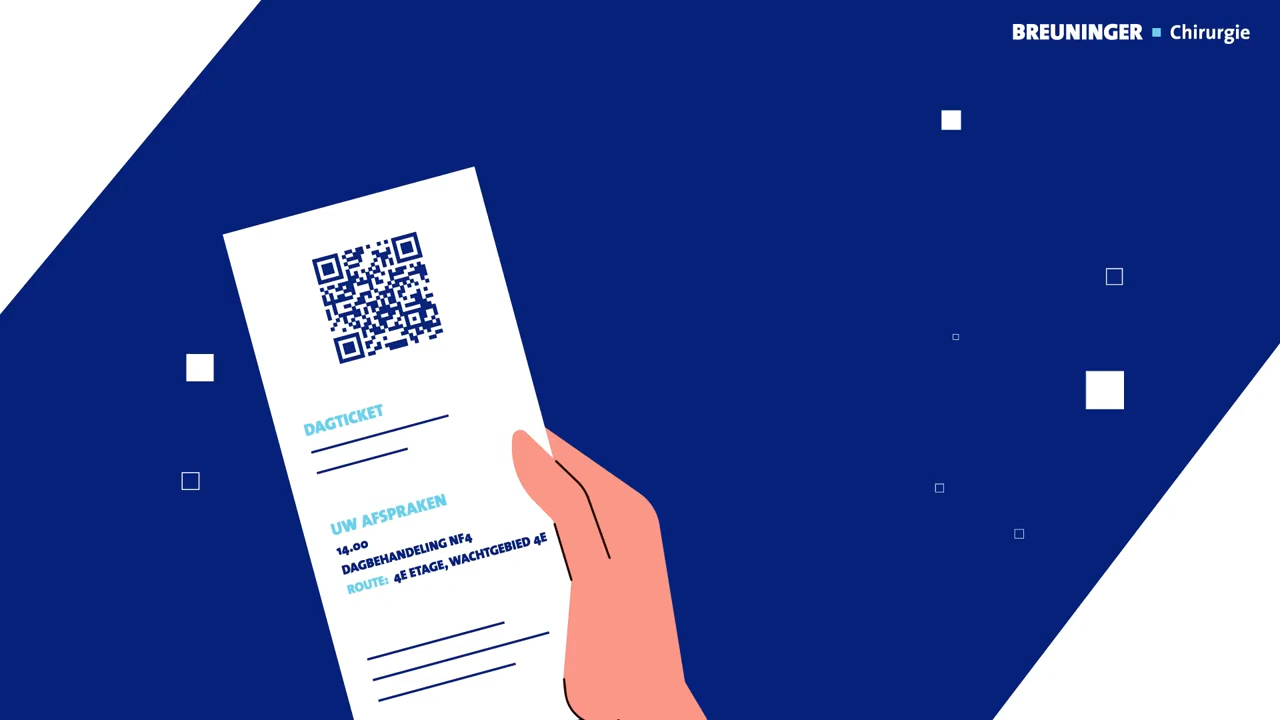 BREUNINGER Chirurgie
DAGTICKET
UW AFSPRAKEN
14.00
DAGBEHANDELING NF4
ROUTE: 4E ETAGE, WACHTGEBIED 4E